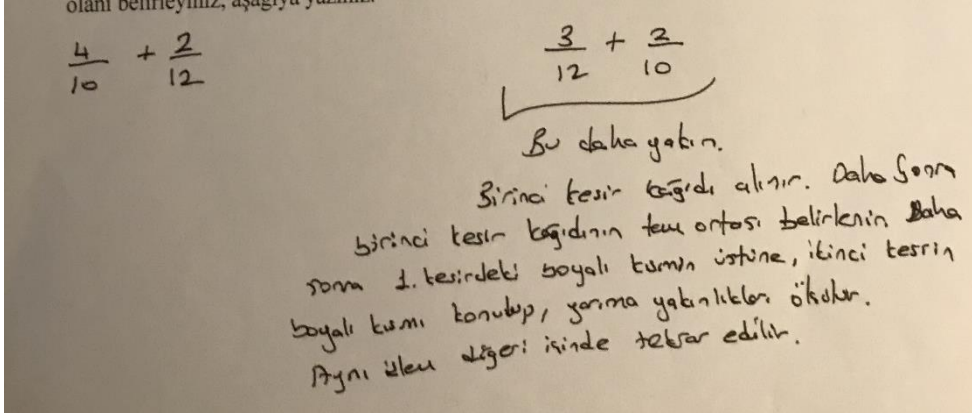 olanı belirleyiniz, aşağıya yazınız.
4/10 + 2/12
3/12 + 2/10
Bu daha yakın.
Birinci kesir kağıdı alınır. Daha Sonra
birinci kesir kağıdının tam ortası belirlenin daha
sonra 1. kesirdeki boyalı kısmın üstüne, ikinci kesrin
boyalı kısmı konulup, yarıma yakınlıkları ölçülür.
Aynı işlem diğeri içinde tekrar edilir.